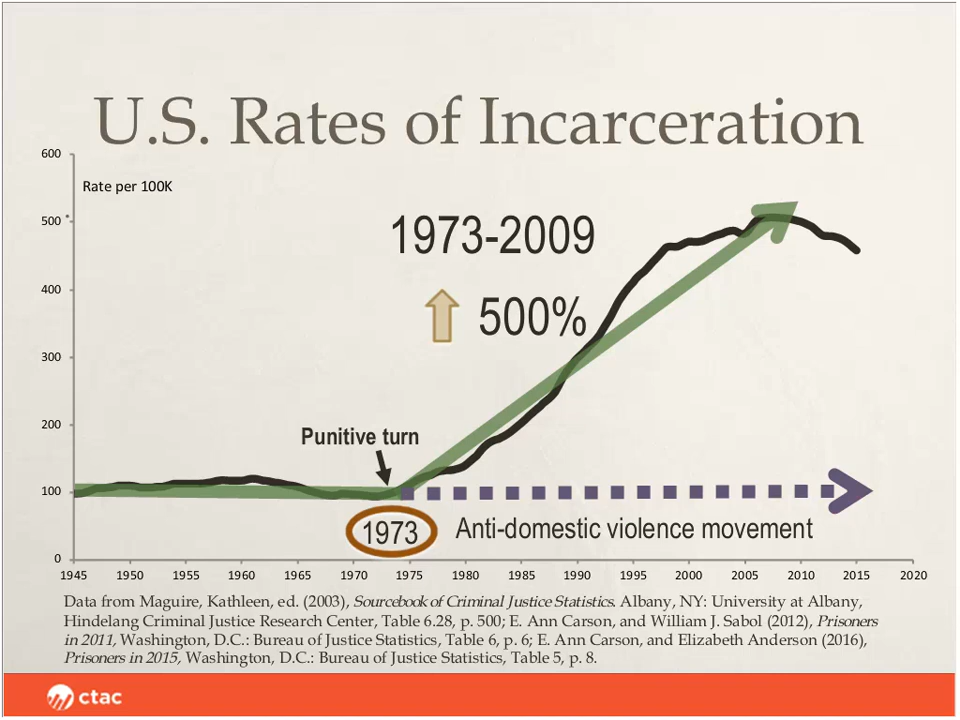 U.S. Rates of Incarceration
600
Rate per 100K
500
1973-2009
400
500%
300
200
Punitive turn
100
1973
Anti-domestic violence movement
0
1945 1950 1955 1960 1965 1970 1975 1980 1985 1990 1995 2000 2005 2010 2015 2020
Data from Maguire, Kathleen, ed. (2003), Sourcebook of Criminal Justice Statistics. Albany, NY: University at Albany,
Hindelang Criminal Justice Research Center, Table 6.28, p. 500; E. Ann Carson, and William J. Sabol (2012), Prisoners
in 2011, Washington, D.C.: Bureau of Justice Statistics, Table 6, p. 6; E. Ann Carson, and Elizabeth Anderson (2016),
Prisoners in 2015, Washington, D.C.: Bureau of Justice Statistics, Table 5, p. 8.
ctac